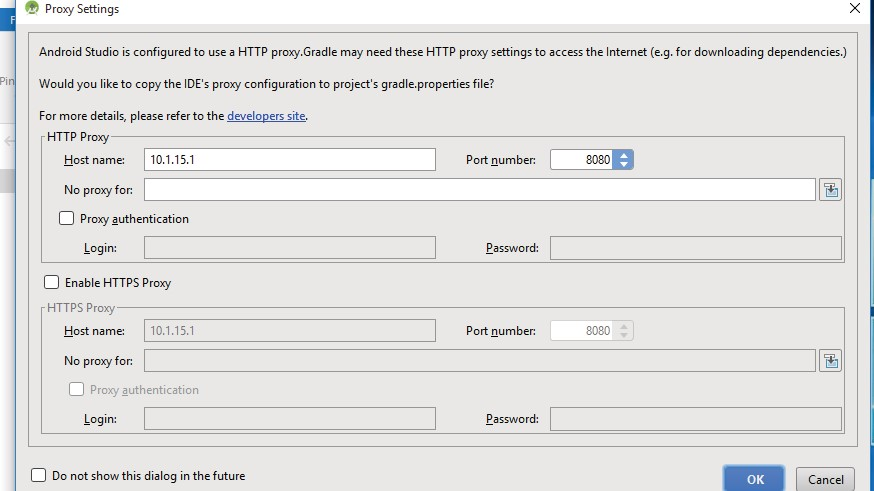 Proxy Settings
F
Android Studio is configured to use a HTTP proxy.Gradle may need these HTTP proxy settings to access the Internet (e.g. for downloading dependencies.)
Pin
Would you like to copy the IDE's proxy configuration to project's gradle.properties file?
For more details, please refer to the developers site.
HTTP Proxy
Host name: 10.1.15.1 Port number: 8080
No proxy for:
Proxy authentication
Login: Password:
Enable HTTPS Proxy
HTTPS Proxy
Host name: 10.1.15.1 Port number: 8080
No proxy for:
Proxy authentication
Login: Password:
Do not show this dialog in the future
OK Cancel